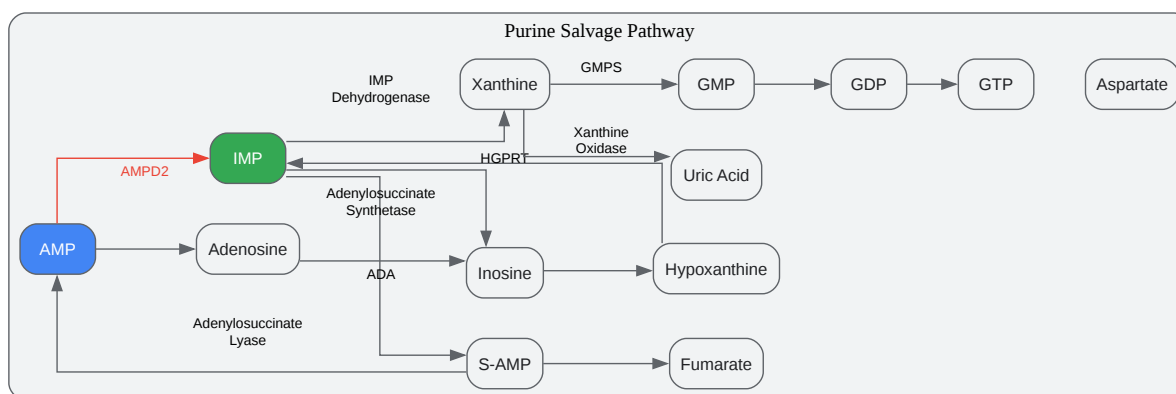 Purine Salvage Pathway
IMP
Dehydrogenase
Xanthine
GMPS
GMP
GDP
GTP
Aspartate
Xanthine
Oxidase
AMPD2
IMP
HGPRT
Uric Acid
Adenylosuccinate
Synthetase
AMP
Adenosine
ADA
Inosine
Hypoxanthine
Adenylosuccinate
Lyase
S-AMP
Fumarate